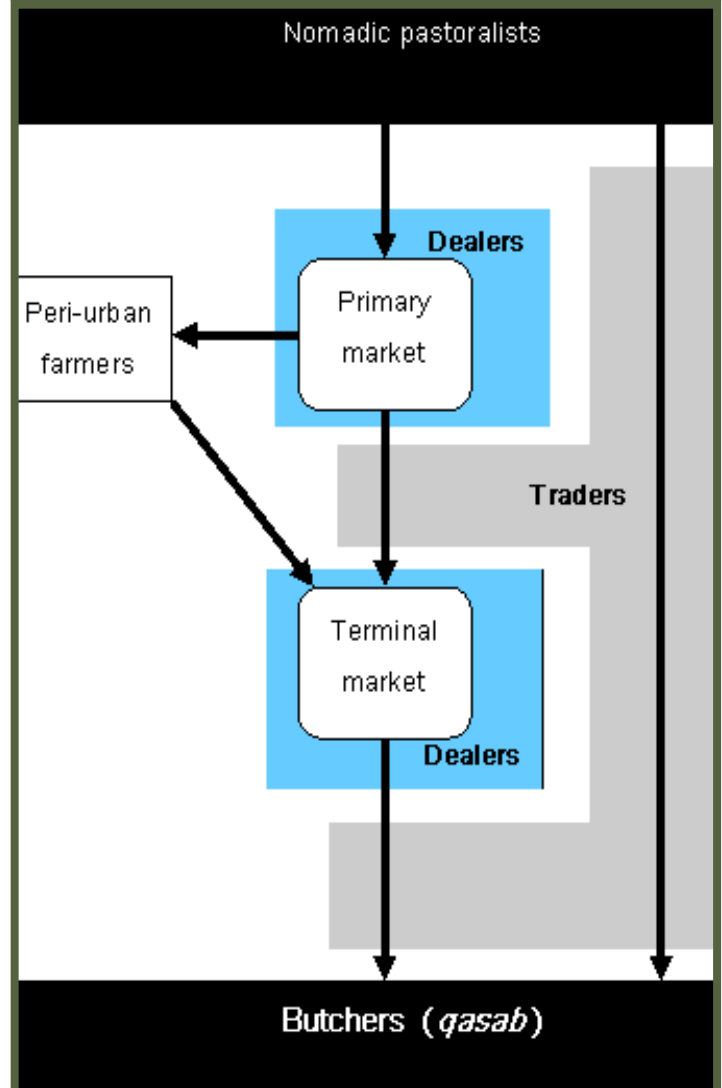 Nomadic pastoralists
Dealers
Primary
market
Peri-urban
farmers
Traders
Terminal
market
Dealers
Butchers (qasab)